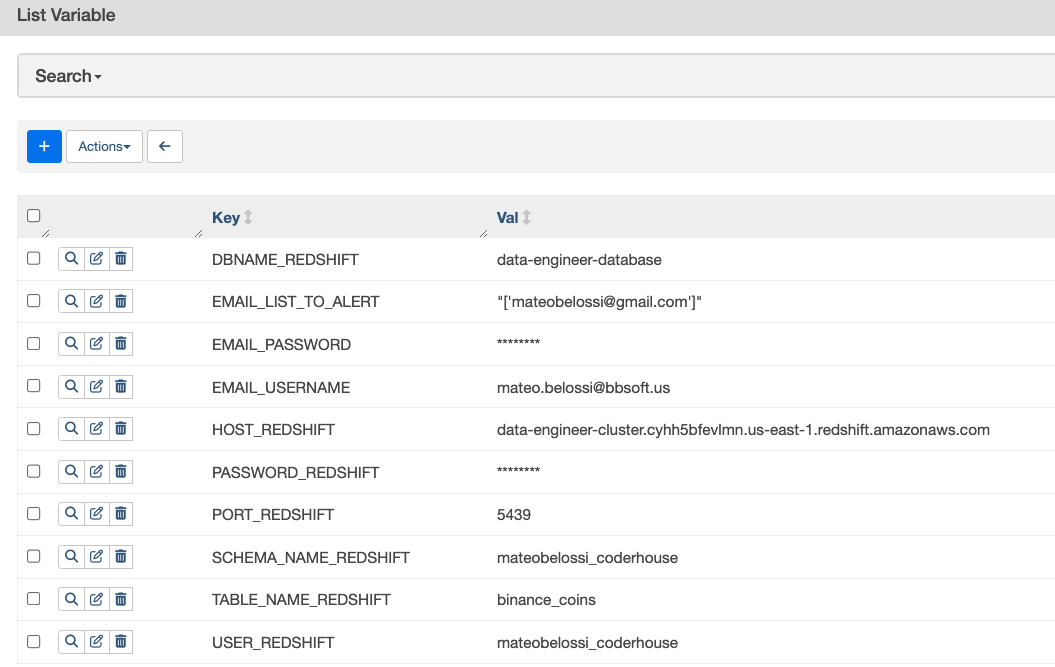 List Variable
Search
+ Actions
Key Val
DBNAME_REDSHIFT data-engineer-database
EMAIL_LIST_TO_ALERT "['mateobelossi@gmail.com']"
EMAIL_PASSWORD ********
EMAIL_USERNAME mateo.belossi@bbsoft.us
HOST_REDSHIFT data-engineer-cluster.cyhh5bfevlmn.us-east-1.redshift.amazonaws.com
PASSWORD_REDSHIFT ********
PORT_REDSHIFT 5439
SCHEMA_NAME_REDSHIFT mateobelossi_coderhouse
TABLE_NAME_REDSHIFT binance_coins
USER_REDSHIFT mateobelossi_coderhouse